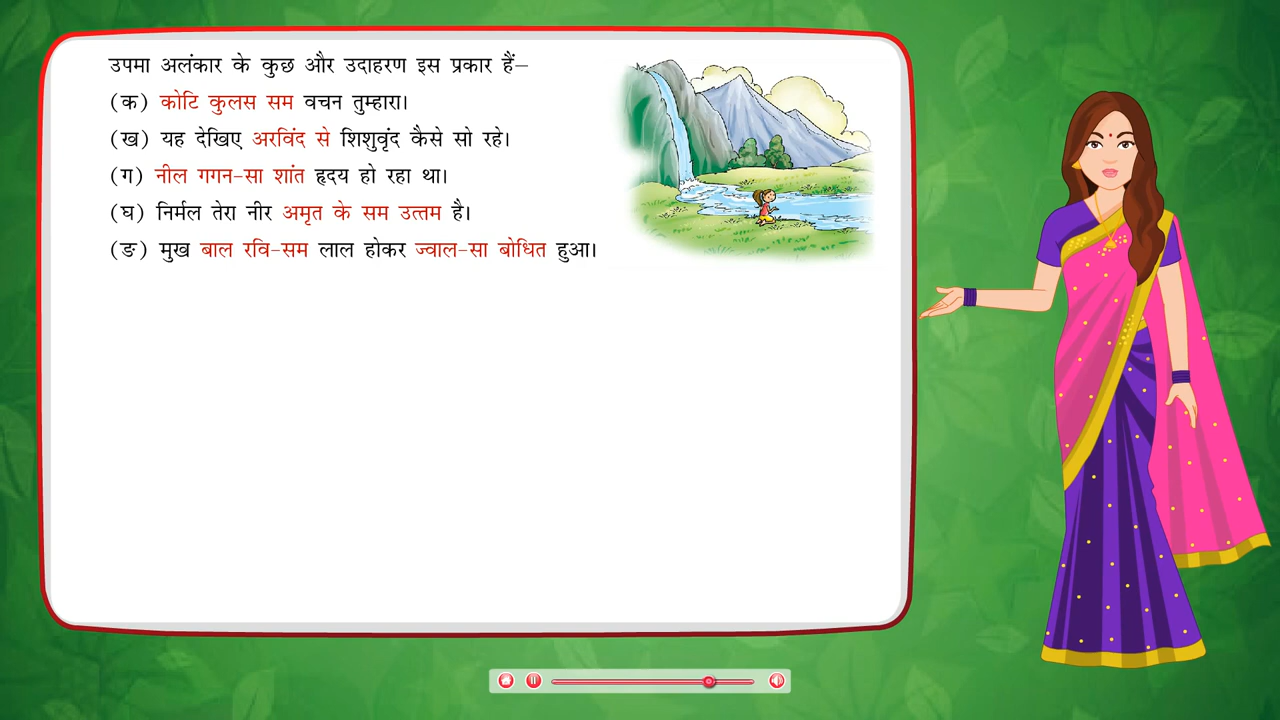 उपमा अलंकार के कुछ और उदाहरण इस प्रकार हैं–
(क) कोटि कुलस सम वचन तुम्हारा।
(ख) यह देखिए अरविंद से शिशुवृंद कैसे सो रहे।
(ग) नील गगन-सा शांत हृदय हो रहा था।
(घ) निर्मल तेरा नीर अमृत के सम उत्तम है।
(ङ) मुख बाल रवि-सम लाल होकर ज्वाल-सा बोधित हुआ।